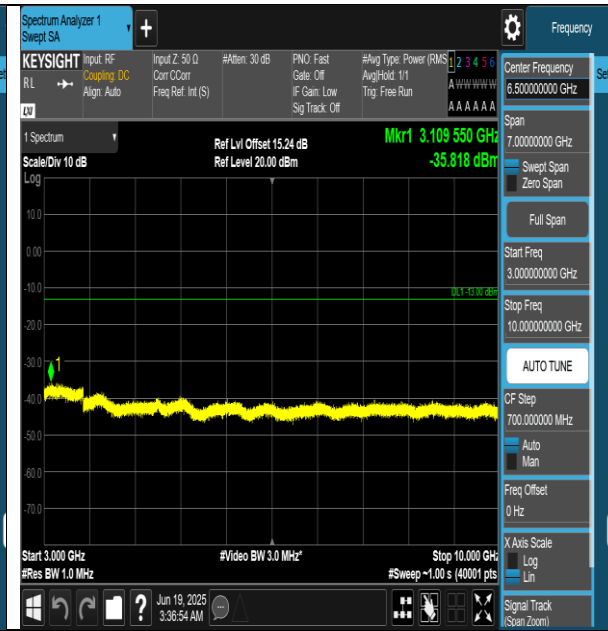 Spectrum Analyzer 1
Swept SA
+
Frequency
KEYSIGHT
RL
LXI
Input: RF
Coupling: DC
Align: Auto
Input Z: 50 Ω
Corr CCorr
Freq Ref: Int (S)
#Atten: 30 dB
PNO: Fast
Gate: Off
IF Gain: Low
Sig Track: Off
#Avg Type: Power (RMS
Avg|Hold: 1/1
Trig: Free Run
1 2 3 4 5 6
A W W W W W
A A A A A A
1 Spectrum
Scale/Div 10 dB
Log
Ref Lvl Offset 15.24 dB
Ref Level 20.00 dBm
Mkr1 3.109 550 GHz
-35.818 dBm
10.0
0.00
-10.0
DL1 -13.00 dBm
-20.0
-30.0
1
-40.0
-50.0
-60.0
-70.0
Start 3.000 GHz
#Res BW 1.0 MHz
#Video BW 3.0 MHz*
Stop 10.000 GHz
#Sweep ~1.00 s (40001 pts
?
Jun 19, 2025
3:36:54 AM
Center Frequency
6.500000000 GHz
Span
7.00000000 GHz
Swept Span
Zero Span
Full Span
Start Freq
3.000000000 GHz
Stop Freq
10.000000000 GHz
AUTO TUNE
CF Step
700.000000 MHz
Auto
Man
Freq Offset
0 Hz
X Axis Scale
Log
Lin
Signal Track
(Span Zoom)